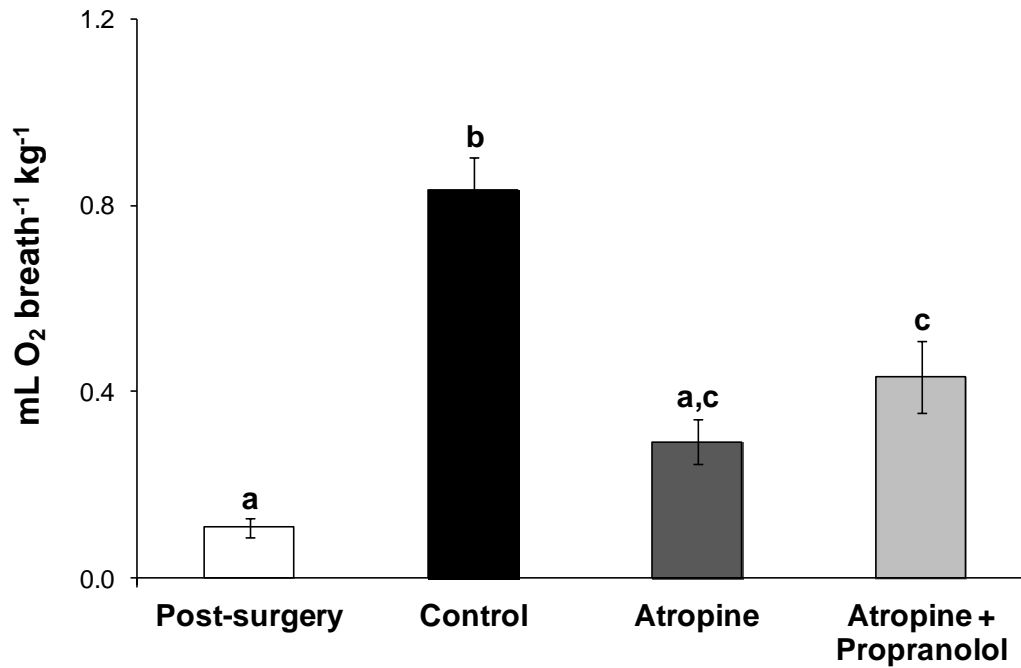 1.2
0.8
0.4
0.0
mL O₂ breath⁻¹ kg⁻¹
a
b
a,c
c
Post-surgery
Control
Atropine
Atropine +
Propranolol